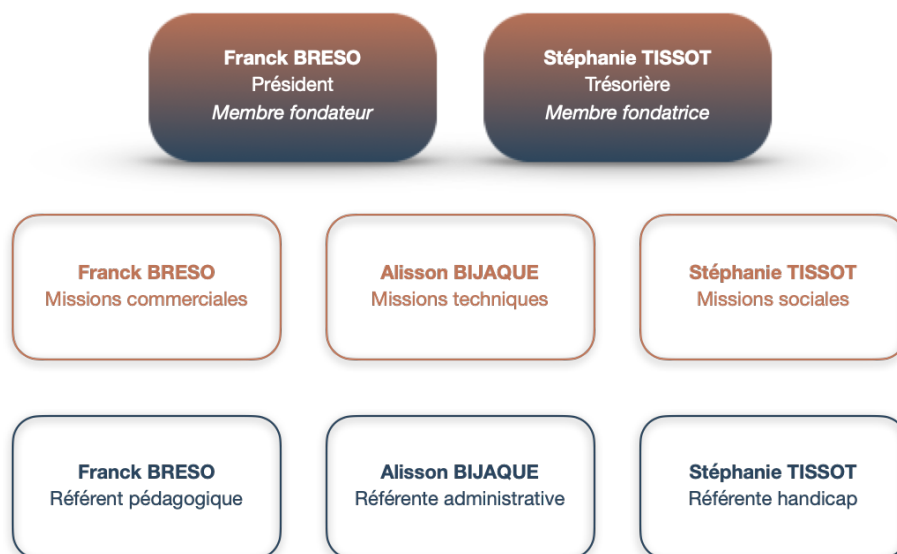 Franck BRESO
Président
Membre fondateur
Stéphanie TISSOT
Trésorière
Membre fondatrice
Franck BRESO
Missions commerciales
Alisson BIJAQUE
Missions techniques
Stéphanie TISSOT
Missions sociales
Franck BRESO
Référent pédagogique
Alisson BIJAQUE
Référente administrative
Stéphanie TISSOT
Référente handicap